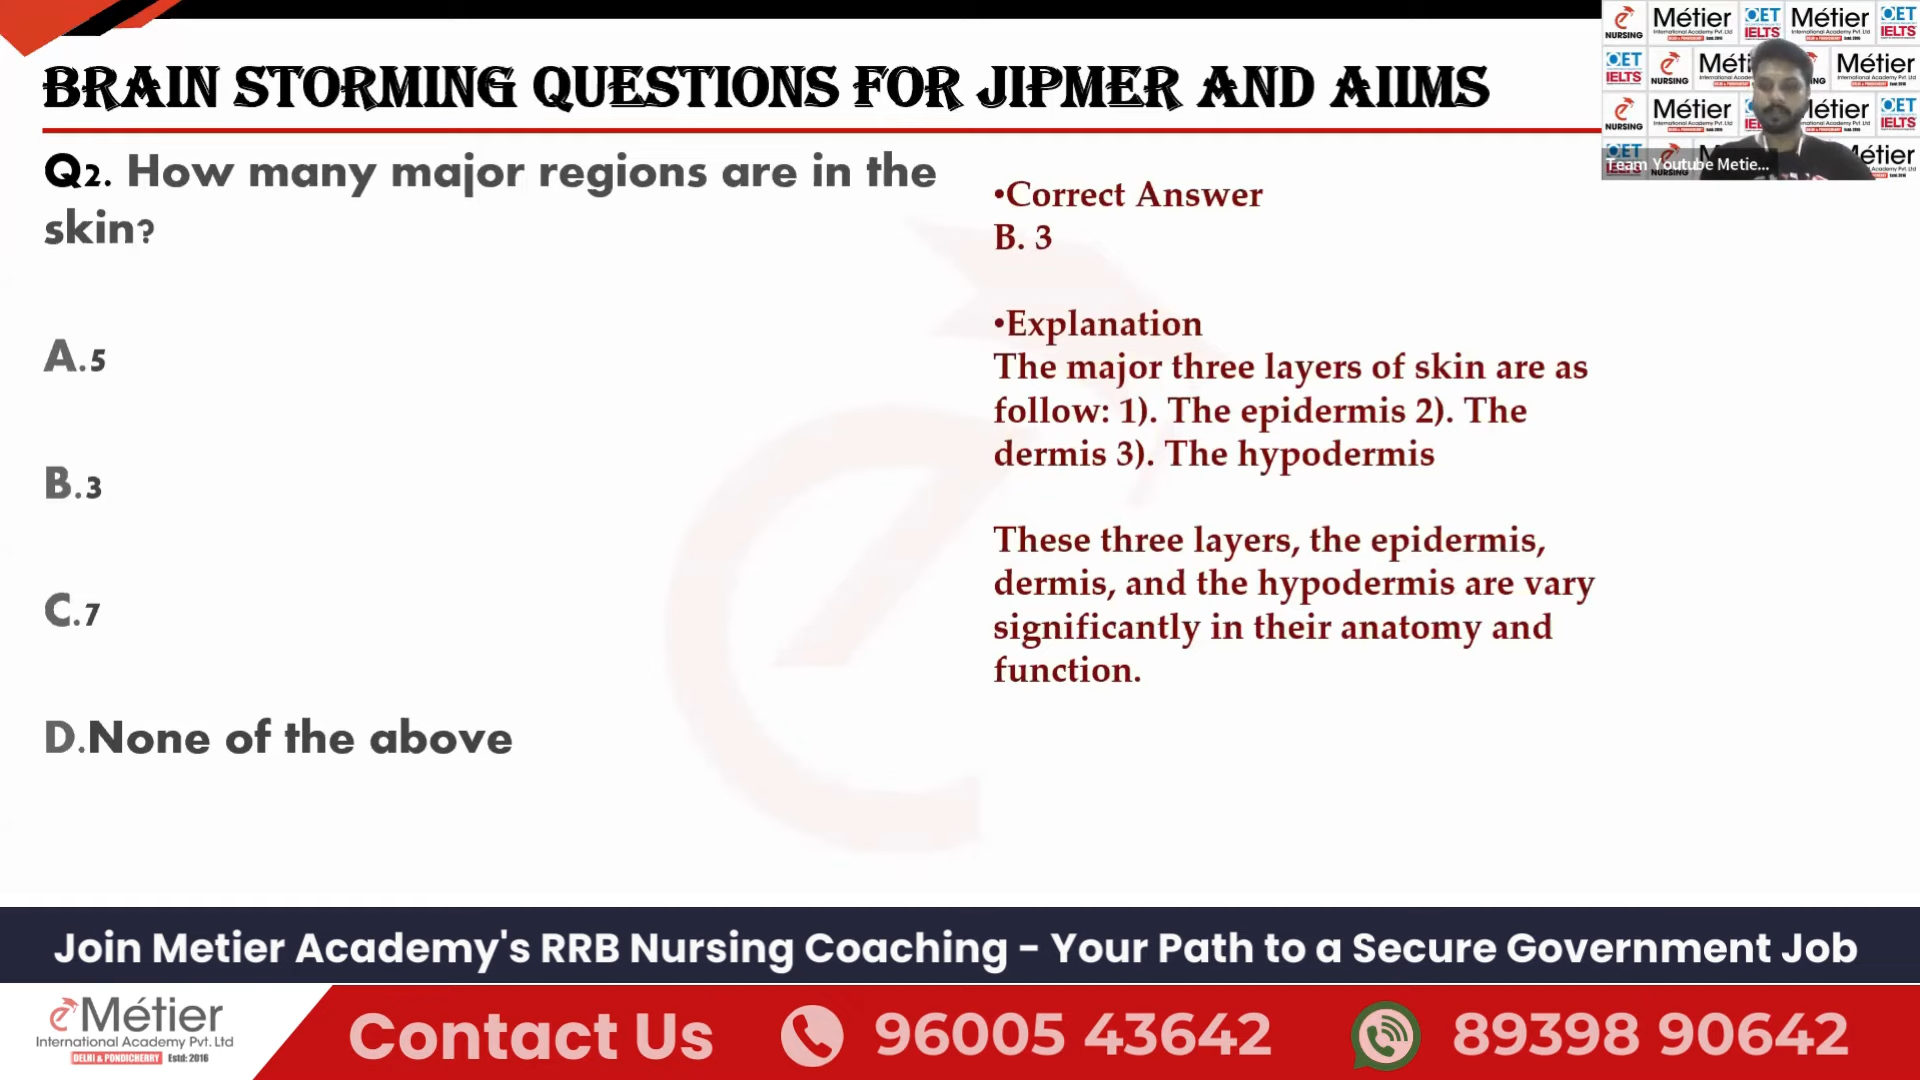 BRAIN STORMING QUESTIONS FOR JIPMER AND AIIMS
Q2. How many major regions are in the
skin?
A.5
B.3
C.7
D.None of the above
•Correct Answer
B. 3
•Explanation
The major three layers of skin are as
follow: 1). The epidermis 2). The
dermis 3). The hypodermis
These three layers, the epidermis,
dermis, and the hypodermis are vary
significantly in their anatomy and
function.
Team Youtube Metie...
Join Metier Academy's RRB Nursing Coaching - Your Path to a Secure Government Job
e Métier
International Academy Pvt. Ltd
DELHI & PONDICHERRY Estd: 2016
Contact Us
96005 43642
89398 90642